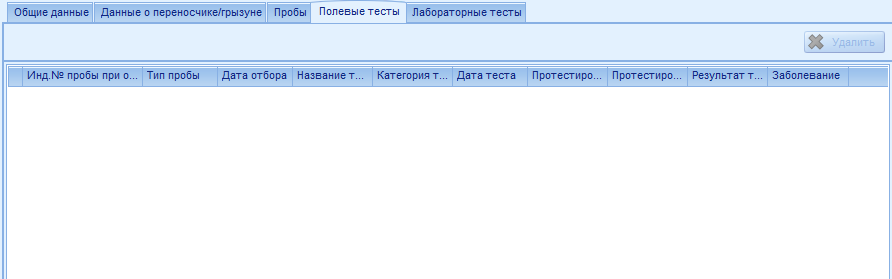 Общие данные Данные о переносчике/грызуне Пробы Полевые тесты Лабораторные тесты
Удалить
Инд.№ пробы при о... Тип пробы Дата отбора Название т... Категория т... Дата теста Протестиро... Протестиро... Результат т... Заболевание